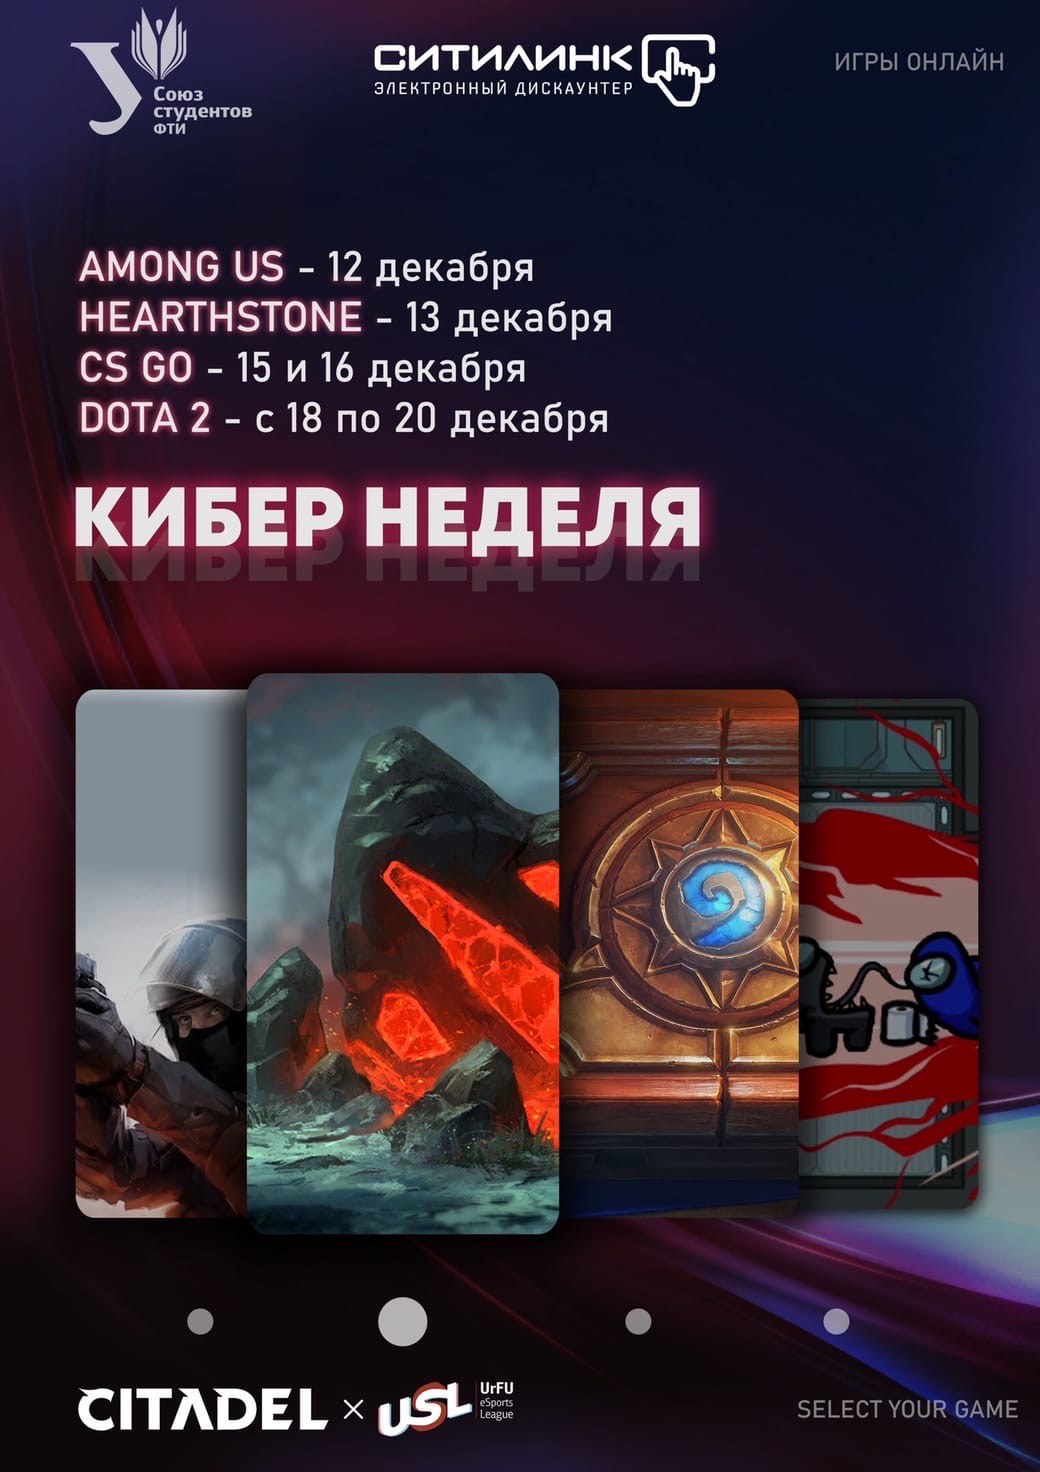 Союз
студентов
ФТИ
СИТИЛИНК
ЭЛЕКТРОННЫЙ ДИСКАУНТЕР
ИГРЫ ОНЛАЙН
AMONG US - 12 декабря
HEARTHSTONE - 13 декабря
CS GO - 15 и 16 декабря
DOTA 2 - с 18 по 20 декабря
КИБЕР НЕДЕЛЯ
CITADEL × USL UrFU
eSports
League
SELECT YOUR GAME